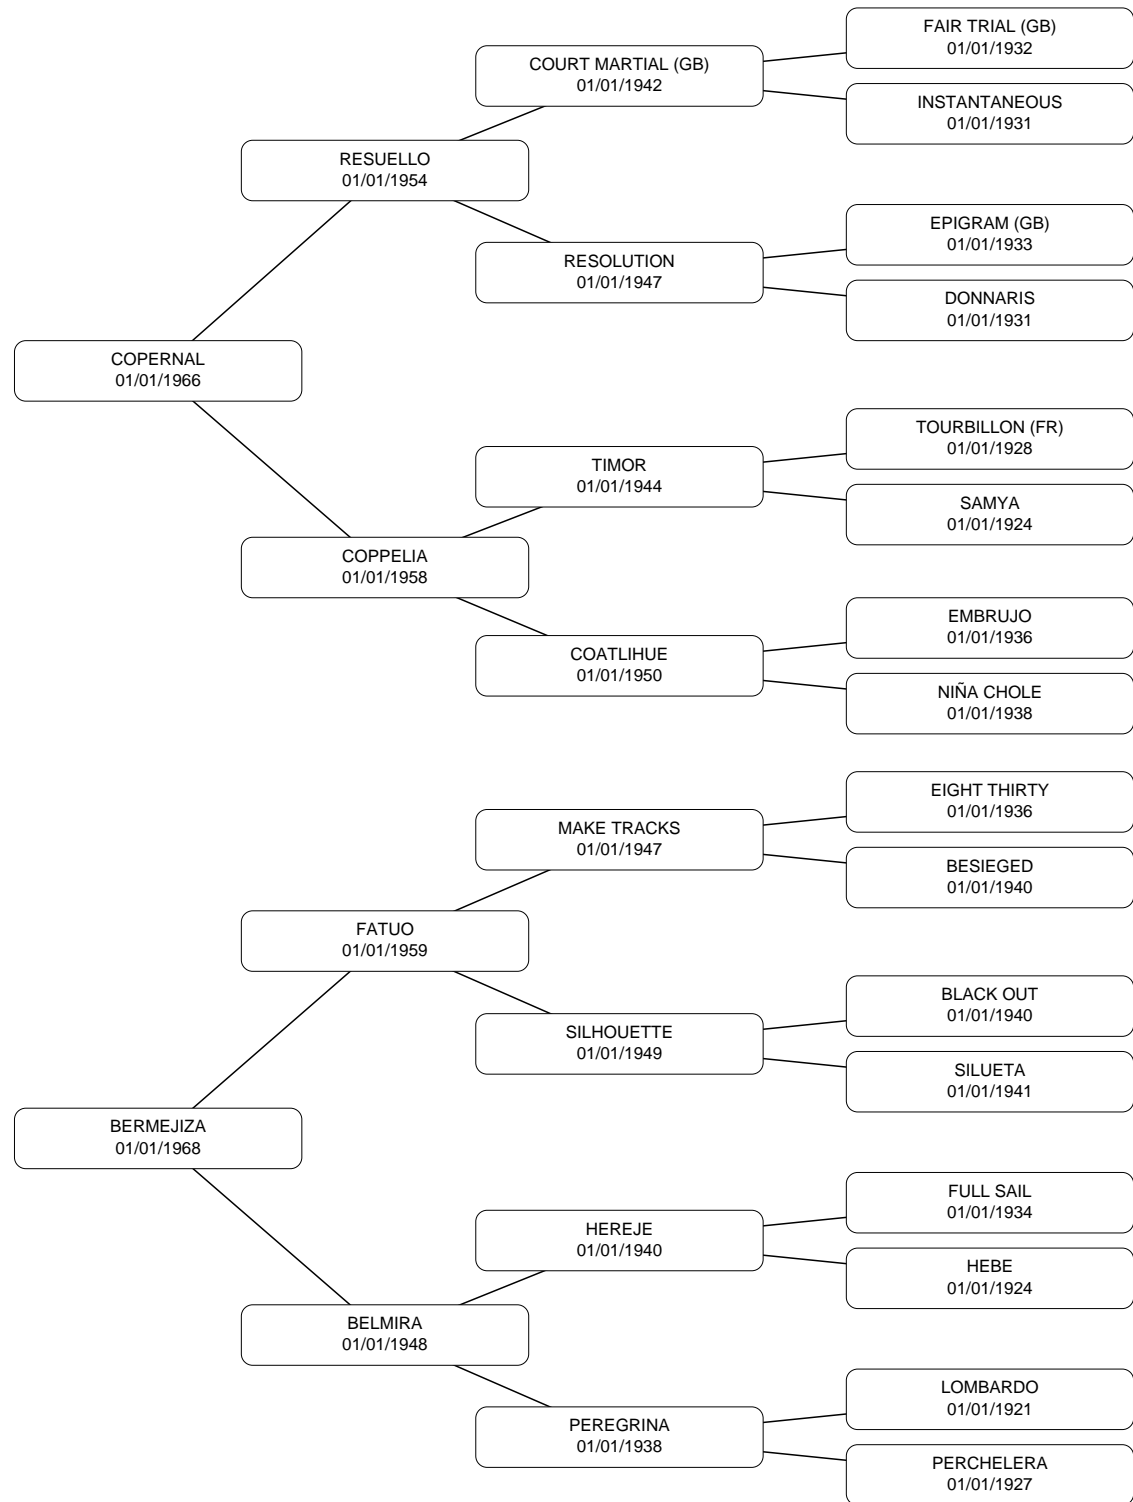 FAIR TRIAL (GB)
01/01/1932
COURT MARTIAL (GB)
01/01/1942
INSTANTANEOUS
01/01/1931
RESUELLO
01/01/1954
EPIGRAM (GB)
01/01/1933
RESOLUTION
01/01/1947
DONNARIS
01/01/1931
COPERNAL
01/01/1966
TOURBILLON (FR)
01/01/1928
TIMOR
01/01/1944
SAMYA
01/01/1924
COPPELIA
01/01/1958
EMBRUJO
01/01/1936
COATLIHUE
01/01/1950
NIÑA CHOLE
01/01/1938
EIGHT THIRTY
01/01/1936
MAKE TRACKS
01/01/1947
BESIEGED
01/01/1940
FATUO
01/01/1959
BLACK OUT
01/01/1940
SILHOUETTE
01/01/1949
SILUETA
01/01/1941
BERMEJIZA
01/01/1968
FULL SAIL
01/01/1934
HEREJE
01/01/1940
HEBE
01/01/1924
BELMIRA
01/01/1948
LOMBARDO
01/01/1921
PEREGRINA
01/01/1938
PERCHELERA
01/01/1927